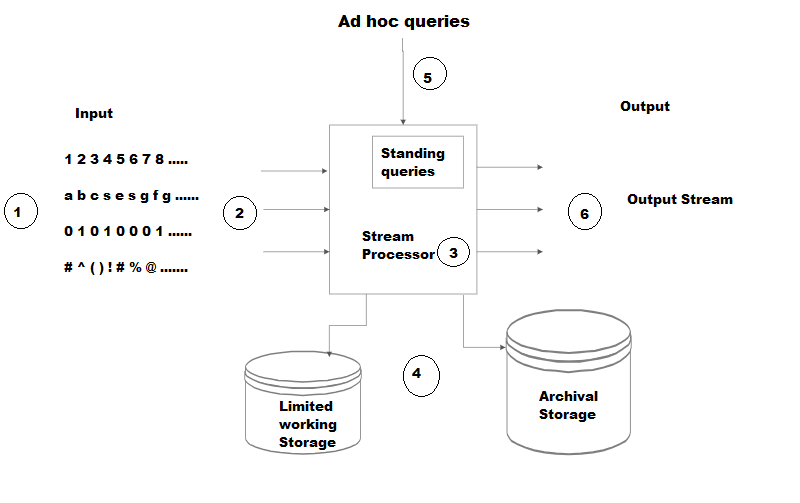 Ad hoc queries
5
Input
Output
1 2 3 4 5 6 7 8 .....
a b c s e s g f g ......
0 1 0 1 0 0 0 1 ......
# ^ ( ) ! # % @ .......
1
2
Standing
queries
Stream
Processor
3
6
Output Stream
4
Limited
working
Storage
Archival
Storage